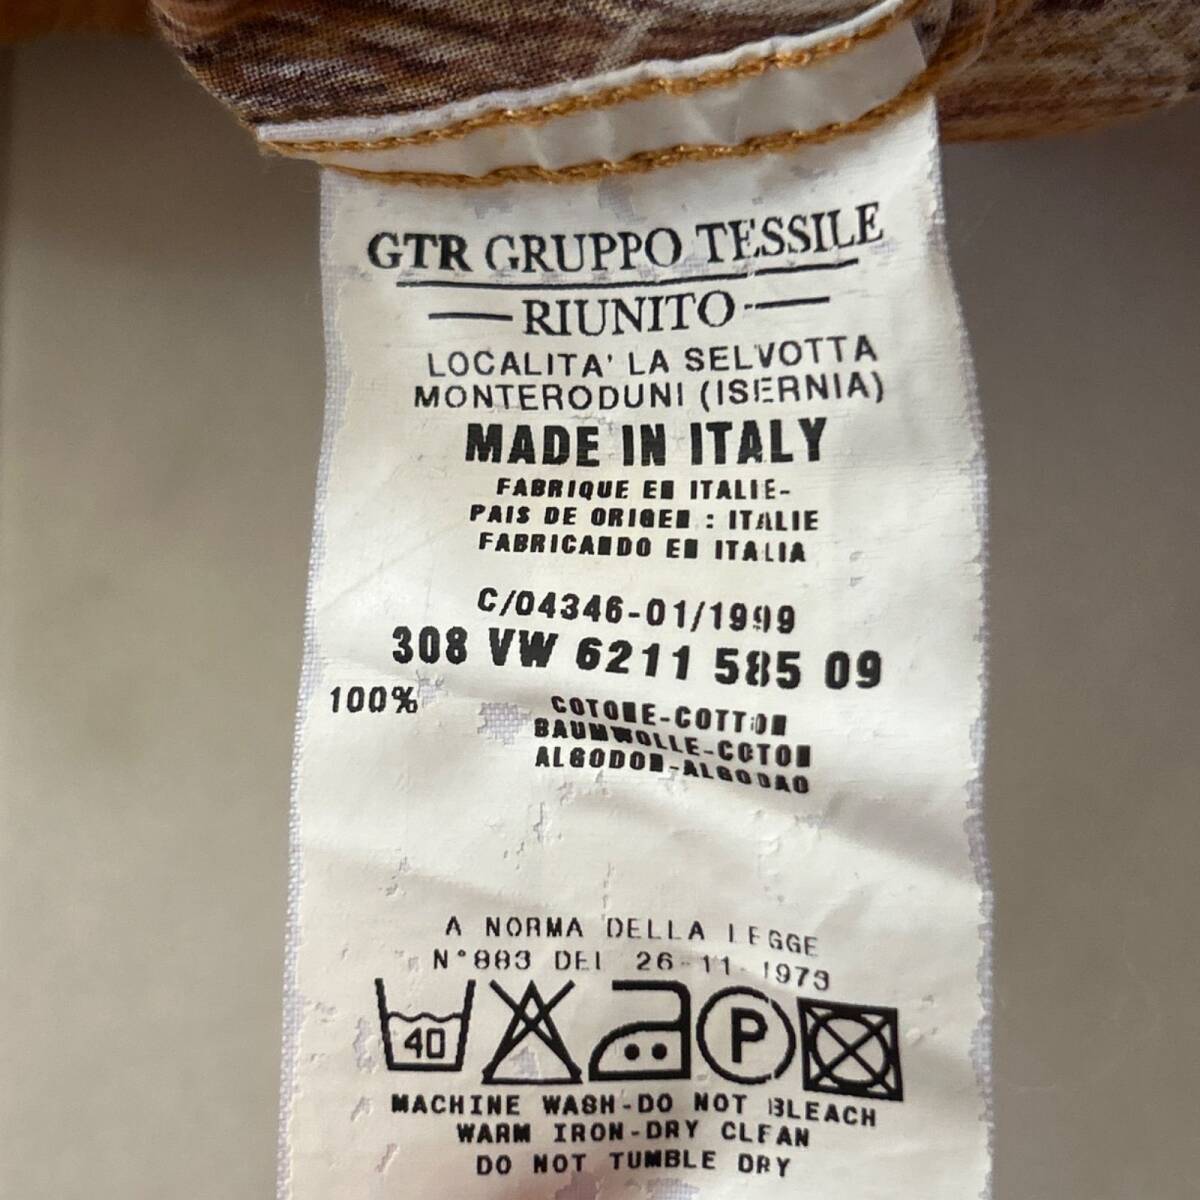 GTR GRUPPO TESSILE
RIUNITO
LOCALITA' LA SELVOTTA
MONTERODUNI (ISERNIA)
MADE IN ITALY
FABRIQUE EN ITALIE-
PAIS DE ORIGEN : ITALIE
FABRICANDO EN ITALIA
C/04346-01/1999
308 VW 6211 585 09
100% COTONE-COTTON
BAUMWOLLE-COTON
ALGODON-ALGODAO
A NORMA DELLA LEGGE
N°883 DEL 26-11-1973
40 P
MACHINE WASH-DO NOT BLEACH
WARM IRON-DRY CLEAN
DO NOT TUMBLE DRY